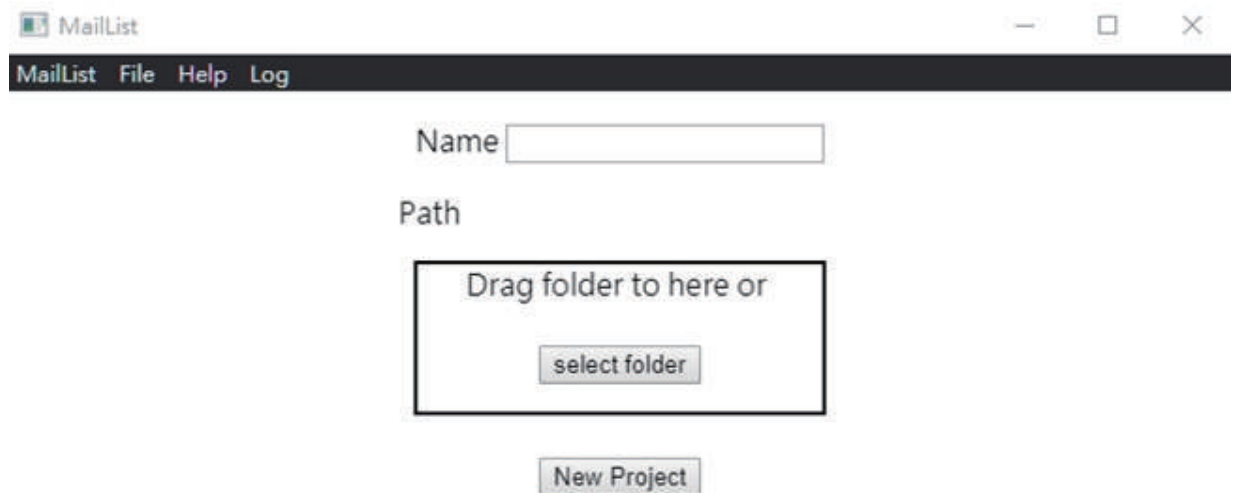 MailList
MailList File Help Log
Name
Path
Drag folder to here or
select folder
New Project